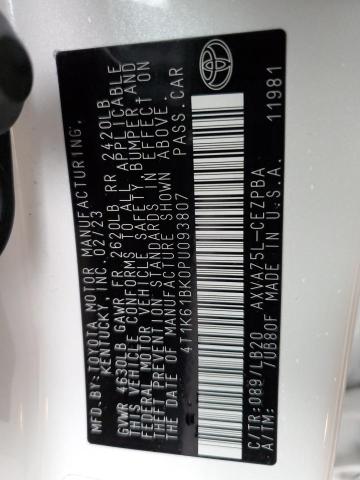 MFD.BY:TOYOTA MOTOR MANUFACTURING,
KENTUCKY, INC.02/23
GVWR 4630LB GAWR FR 2620LB RR 2420LB
THIS VEHICLE CONFORMS TO ALL APPLICABLE
FEDERAL MOTOR VEHICLE SAFETY BUMPER AND
THEFT PREVENTION STANDARDS IN EFFECT ON
THE DATE OF MANUFACTURE SHOWN ABOVE.
4T1K61BK0PU093807 PASS.CAR
C/TR:089/LB20 AXVA75L-CEZPBA
A/TM: 7UB80F U.S.A. 11981